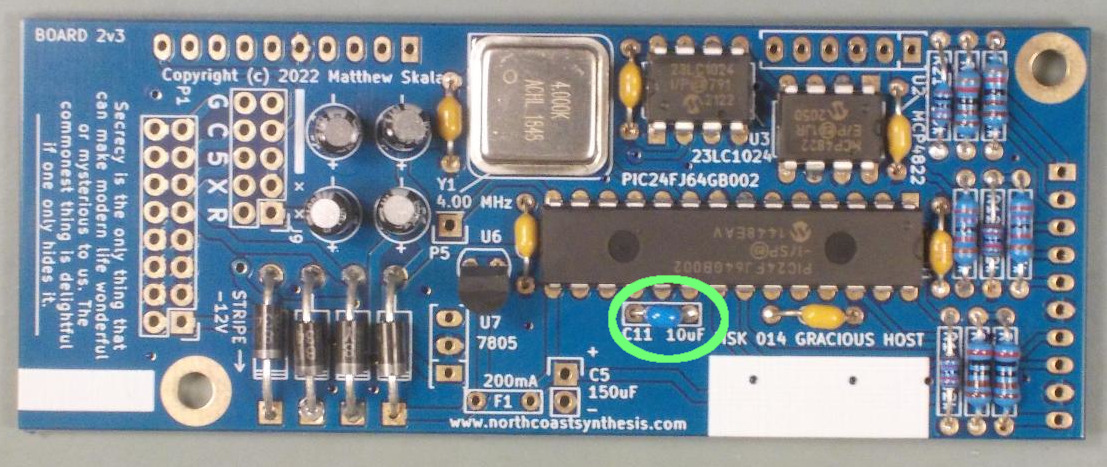 BOARD 2v3
Copyright (c) 2022 Matthew Skala
P1
G
C
5
X
R
x
x
J9
Secrecy is the only thing that
can make modern life wonderful
or mysterious to us. The
commonest thing is delightful
if one only hides it.
STRIPE →
-12V
4.000K
ACHL 1646
Y1
4.00 MHz
P5
U6
U7
7805
200mA
F1
+
C5
150uF
-
23LC1024
2122
U3
23LC1024
PIC24FJ64GB002
U2 MCP4822
MCP4822
2050
1448EAV
PIC24FJ64GB002
-I/SP
C11 10uF
MSK 014 GRACIOUS HOST
R21
+
+
+
+
www.northcoastsynthesis.com